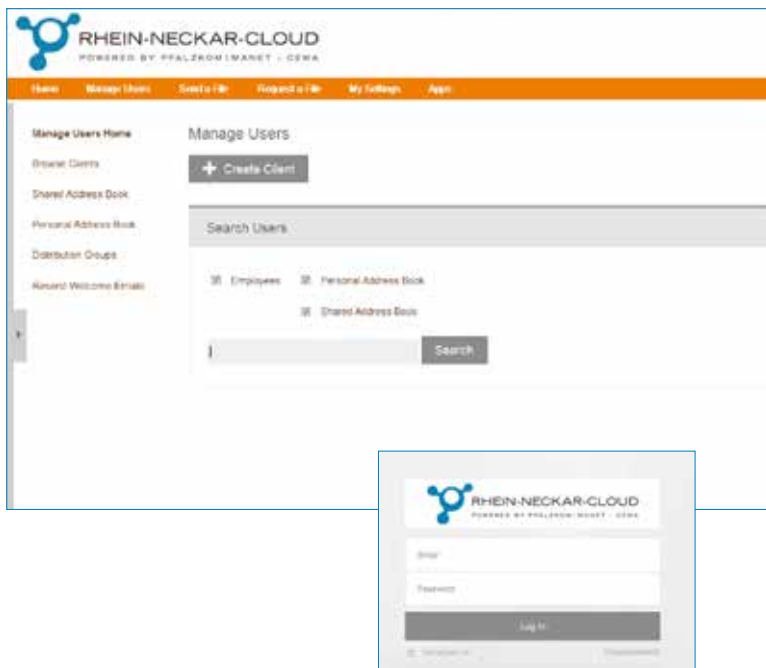 RHEIN-NECKAR-CLOUD
POWERED BY PFALZKOM | MANET - CEMA
Home Manage Users Send a File Request a File My Settings Apps
Manage Users Home
Browse Clients
Shared Address Book
Personal Address Book
Distribution Groups
Resend Welcome Emails
Manage Users
+ Create Client
Search Users
Employees Personal Address Book
Shared Address Book
Search
RHEIN-NECKAR-CLOUD
POWERED BY PFALZKOM | MANET - CEMA
Email
Password
Log In